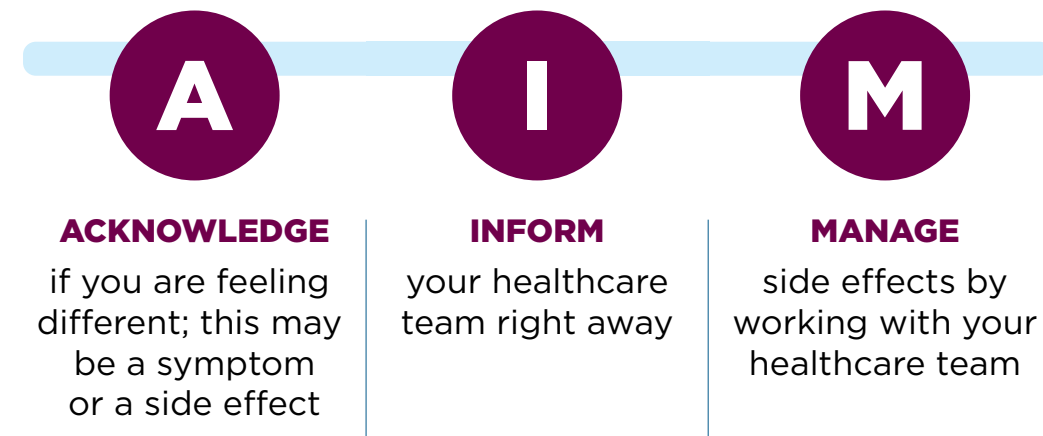 A
I
M
ACKNOWLEDGE
if you are feeling
different; this may
be a symptom
or a side effect
INFORM
your healthcare
team right away
MANAGE
side effects by
working with your
healthcare team